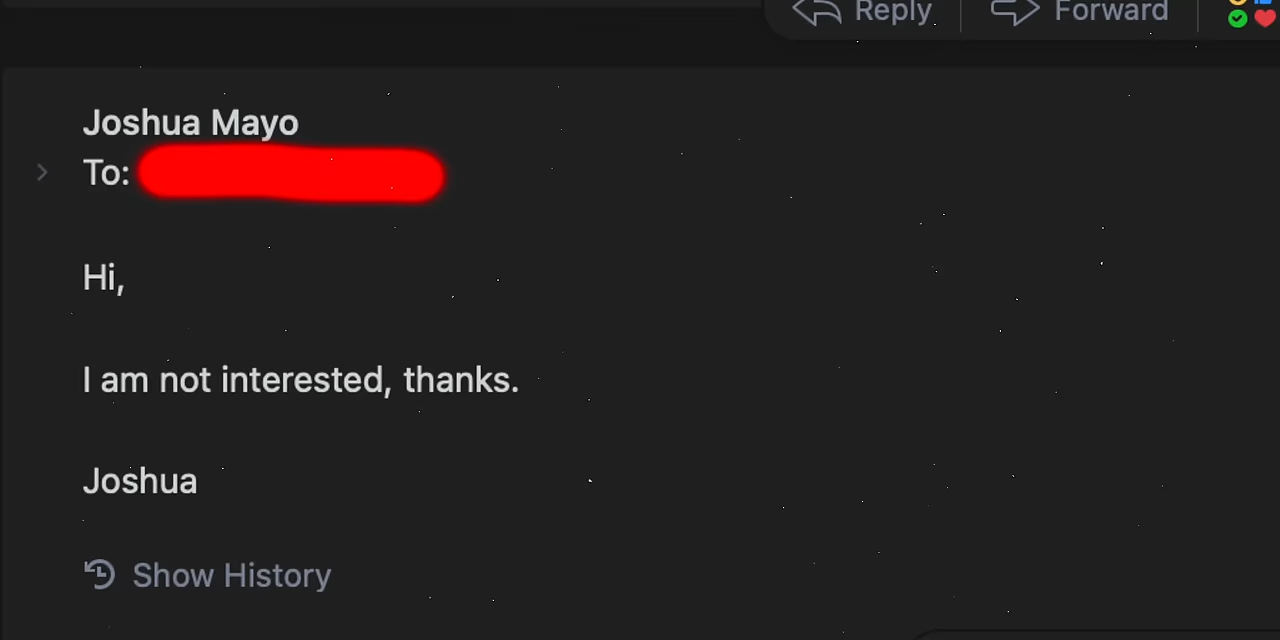 Reply Forward
Joshua Mayo
To:
Hi,
I am not interested, thanks.
Joshua
Show History